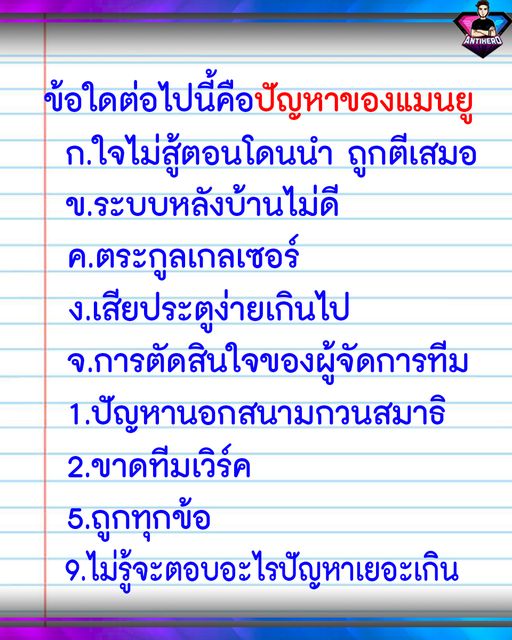 ANTIHERO
ข้อใดต่อไปนี้คือปัญหาของแมนยู
ก.ใจไม่สู้ตอนโดนนำ ถูกตีเสมอ
ข.ระบบหลังบ้านไม่ดี
ค.ตระกูลเกลเซอร์
ง.เสียประตูง่ายเกินไป
จ.การตัดสินใจของผู้จัดการทีม
1.ปัญหานอกสนามกวนสมาธิ
2.ขาดทีมเวิร์ค
5.ถูกทุกข้อ
9.ไม่รู้จะตอบอะไรปัญหาเยอะเกิน